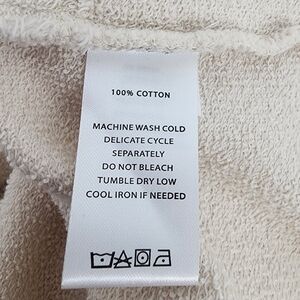 100% COTTON
MACHINE WASH COLD
DELICATE CYCLE
SEPARATELY
DO NOT BLEACH
TUMBLE DRY LOW
COOL IRON IF NEEDED